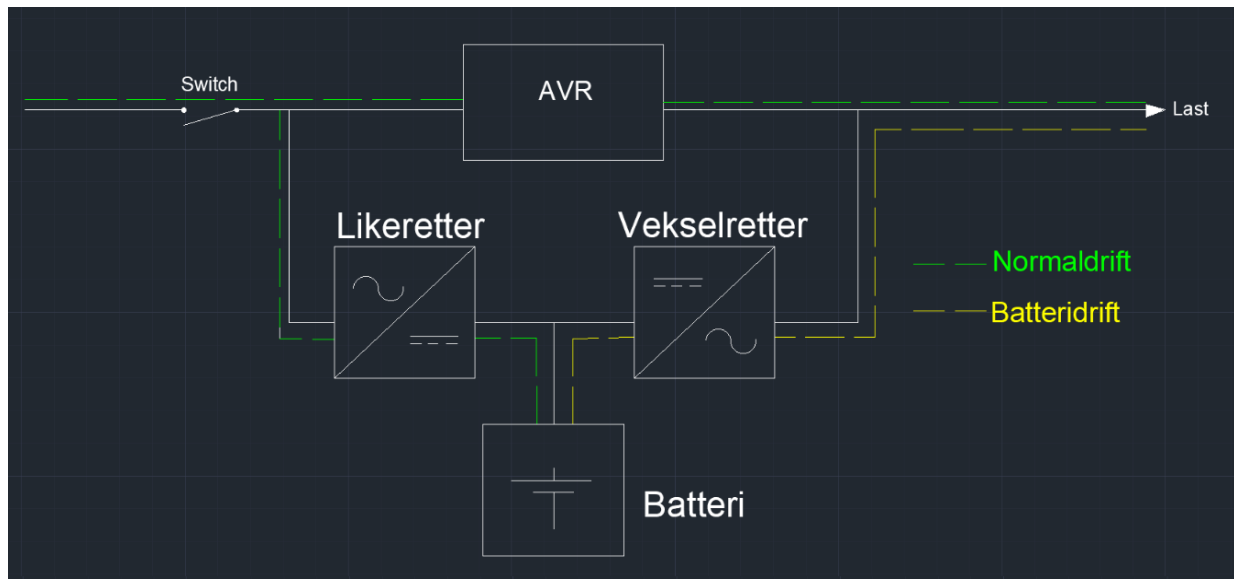 Switch
AVR
Last
Likeretter
Vekselretter
Normaldrift
Batteridrift
Batteri